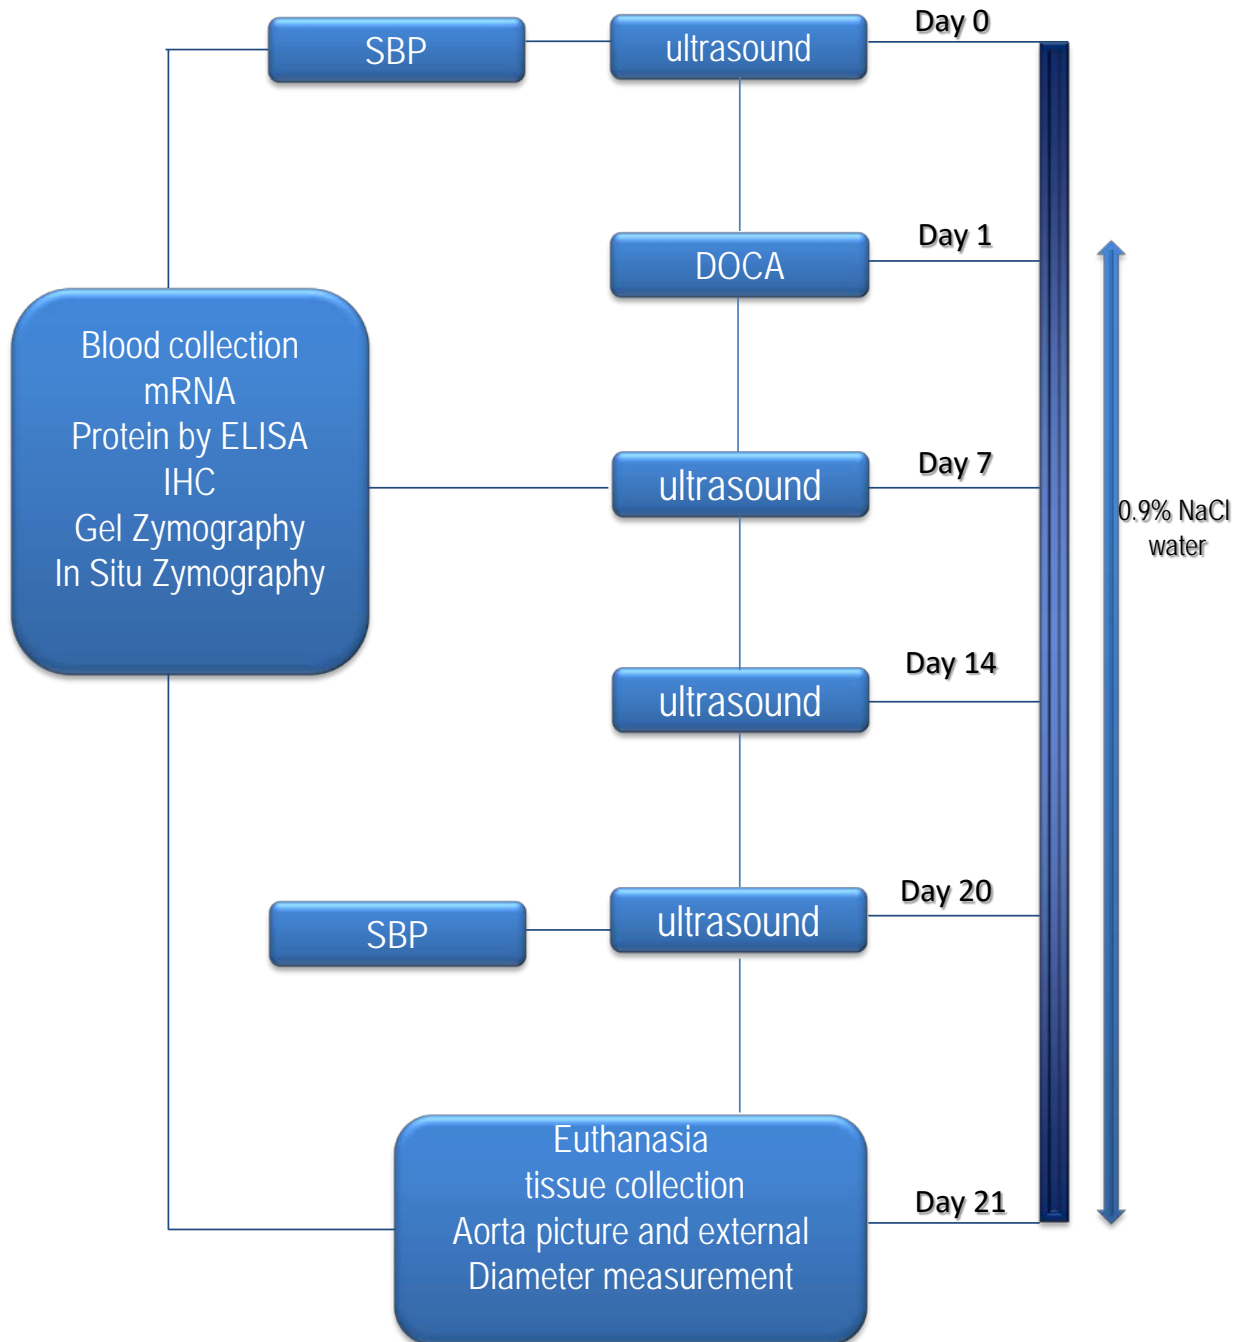 Day 0
SBP
ultrasound
Day 1
DOCA
Blood collection
mRNA
Protein by ELISA
IHC
Gel Zymography
In Situ Zymography
Day 7
ultrasound
0.9% NaCl
water
Day 14
ultrasound
Day 20
SBP
ultrasound
Euthanasia
tissue collection
Aorta picture and external
Diameter measurement
Day 21